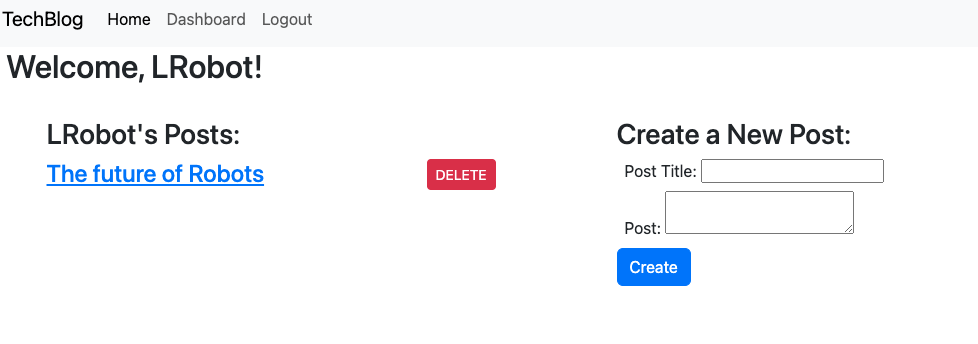 TechBlog Home Dashboard Logout
Welcome, LRobot!
LRobot's Posts:
The future of Robots
DELETE
Create a New Post:
Post Title:
Post:
Create